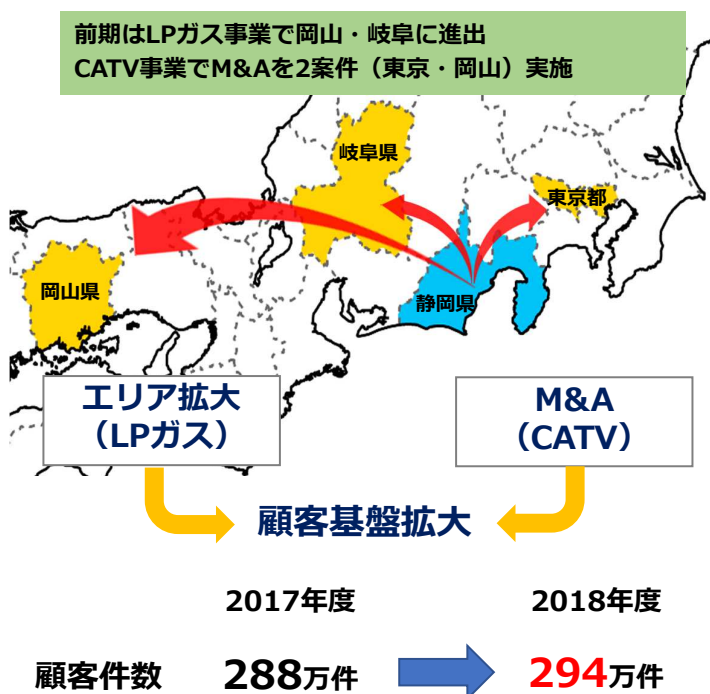 前期はLPガス事業で岡山・岐阜に進出
CATV事業でM&Aを2案件（東京・岡山）実施
岐阜県
東京都
岡山県
静岡県
エリア拡大
（LPガス）
M&A
（CATV）
顧客基盤拡大
2017年度
2018年度
顧客件数 288万件 294万件